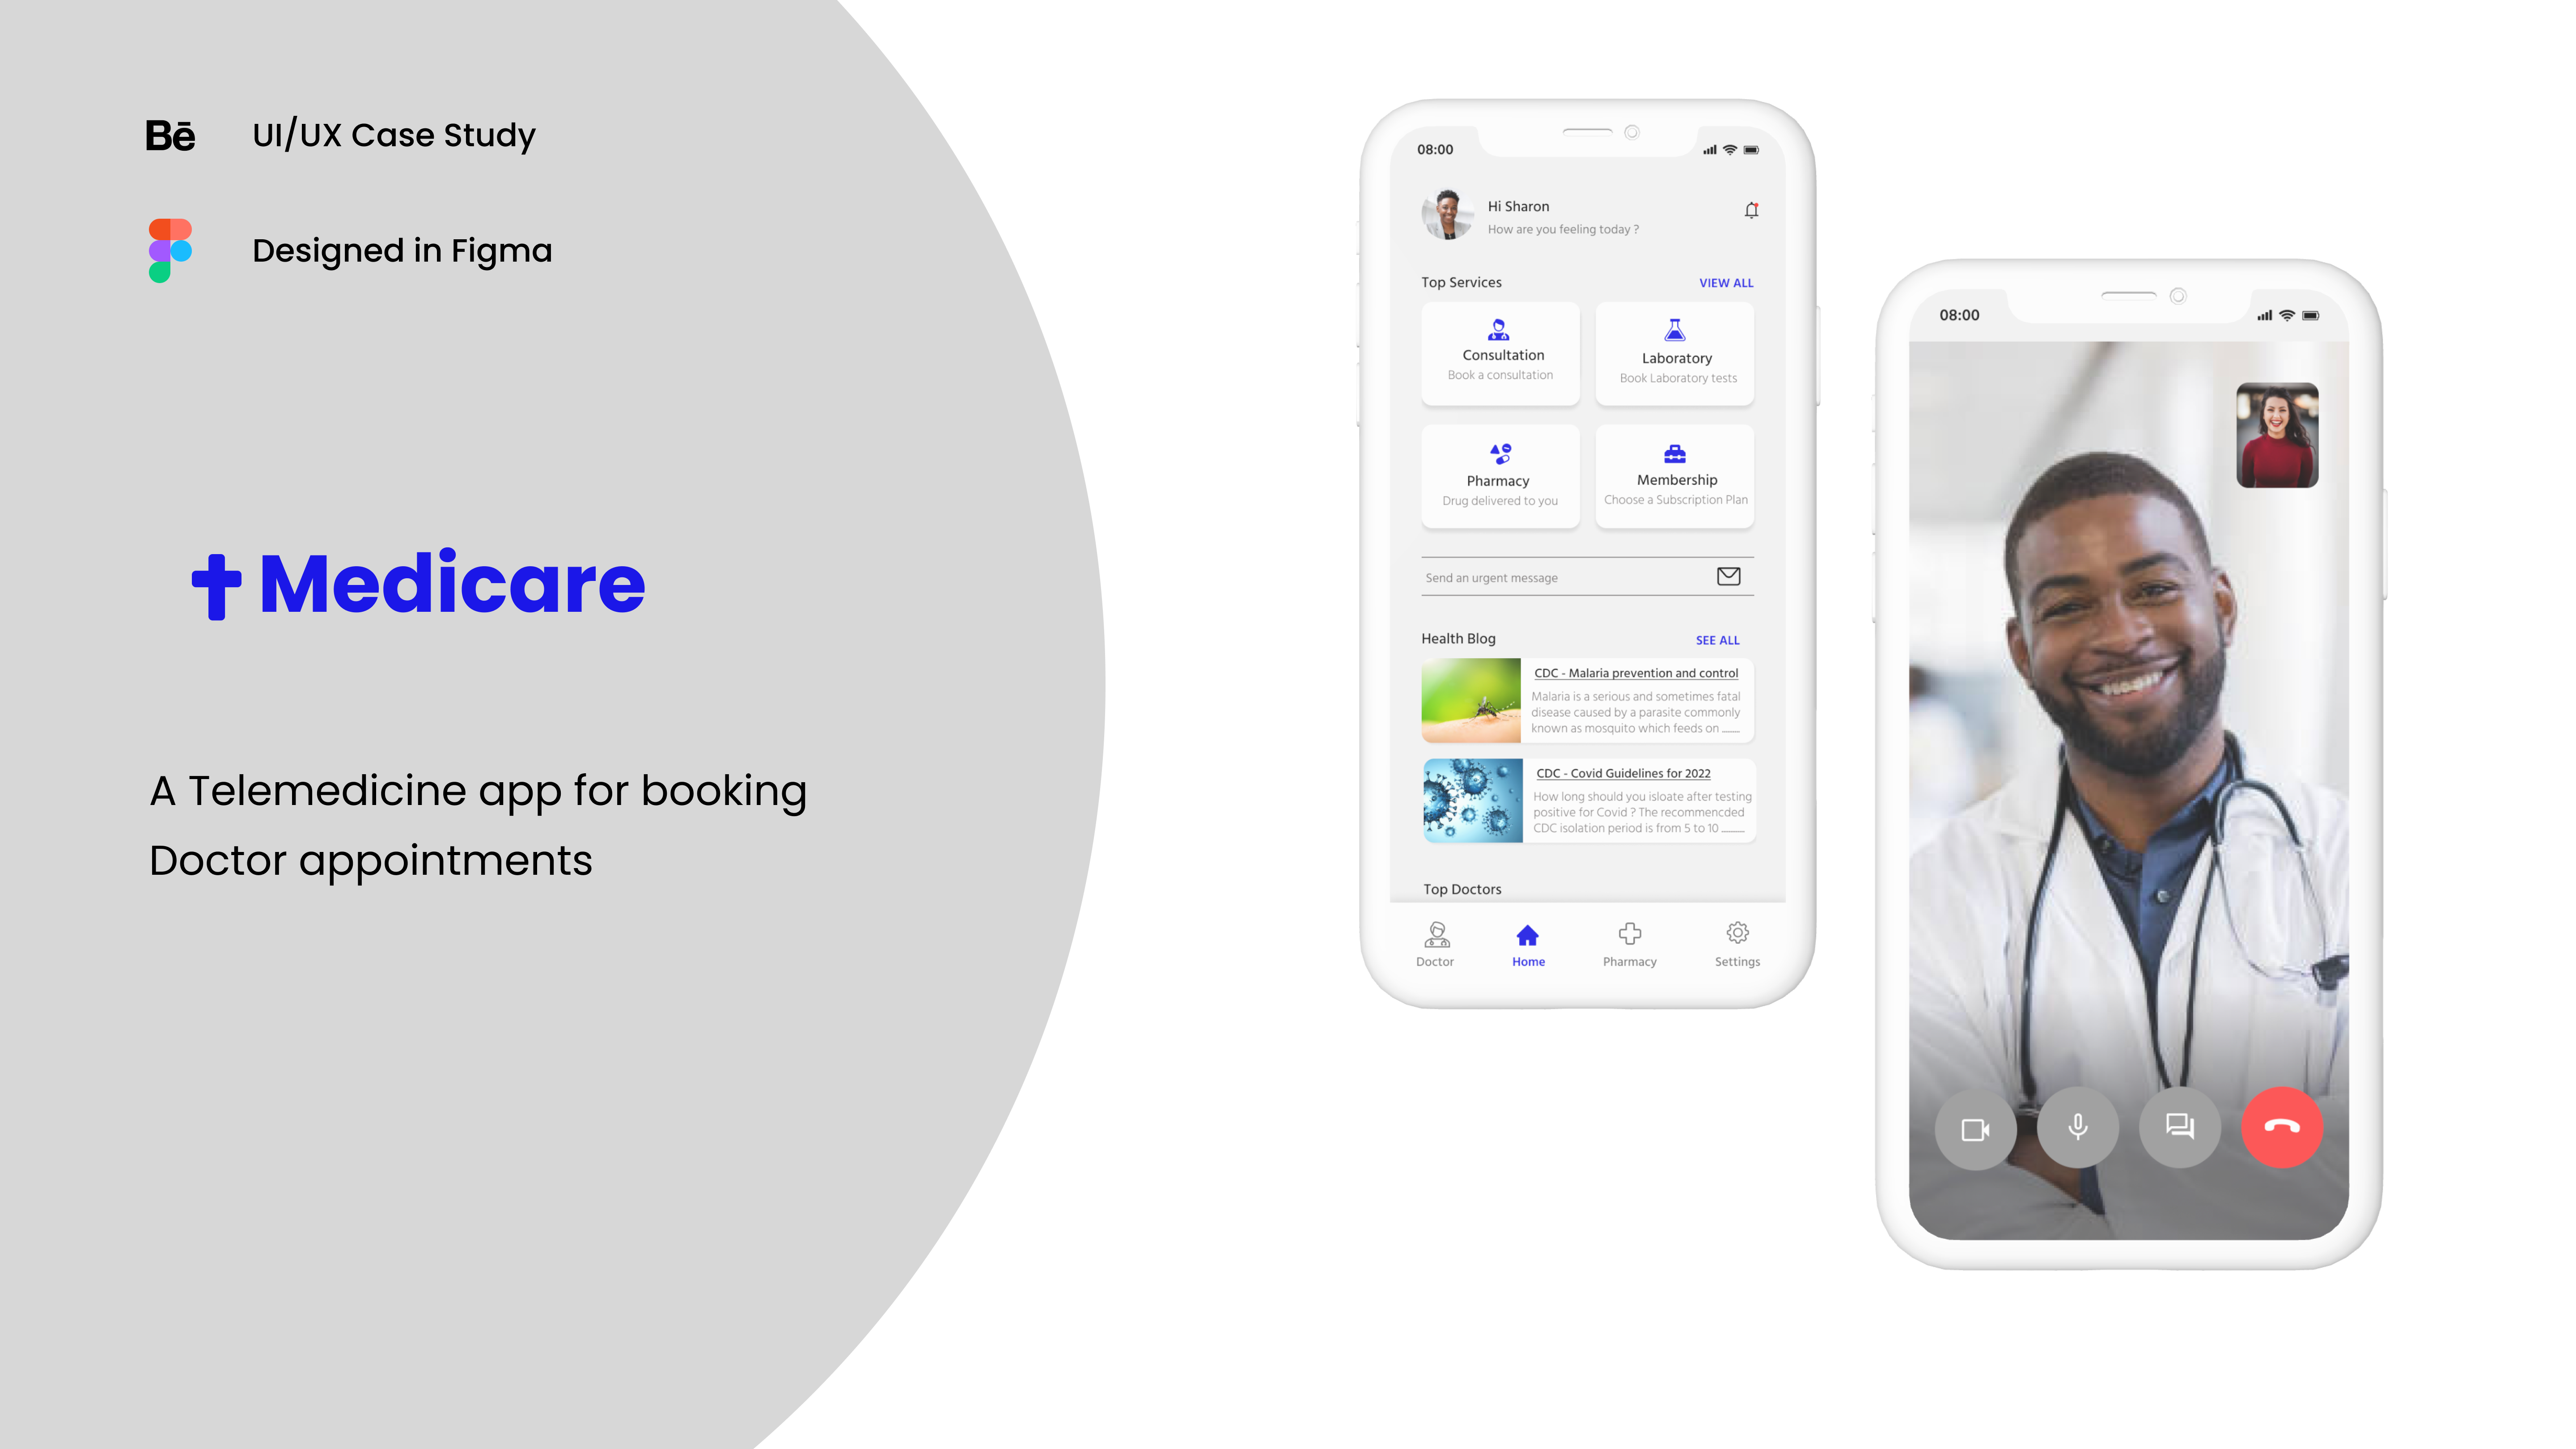 Bē
UI/UX Case Study
Designed in Figma
Medicare
A Telemedicine app for booking
Doctor appointments
08:00
Hi Sharon
How are you feeling today ?
Top Services
VIEW ALL
Consultation
Book a consultation
Laboratory
Book Laboratory tests
Pharmacy
Drug delivered to you
Membership
Choose a Subscription Plan
Send an urgent message
Health Blog
SEE ALL
CDC - Malaria prevention and control
Malaria is a serious and sometimes fatal
disease caused by a parasite commonly
known as mosquito which feeds on ___
CDC - Covid Guidelines for 2022
How long should you isloate after testing
positive for Covid ? The recommencded
CDC isolation period is from 5 to 10 ___
Top Doctors
Doctor
Home
Pharmacy
Settings
08:00